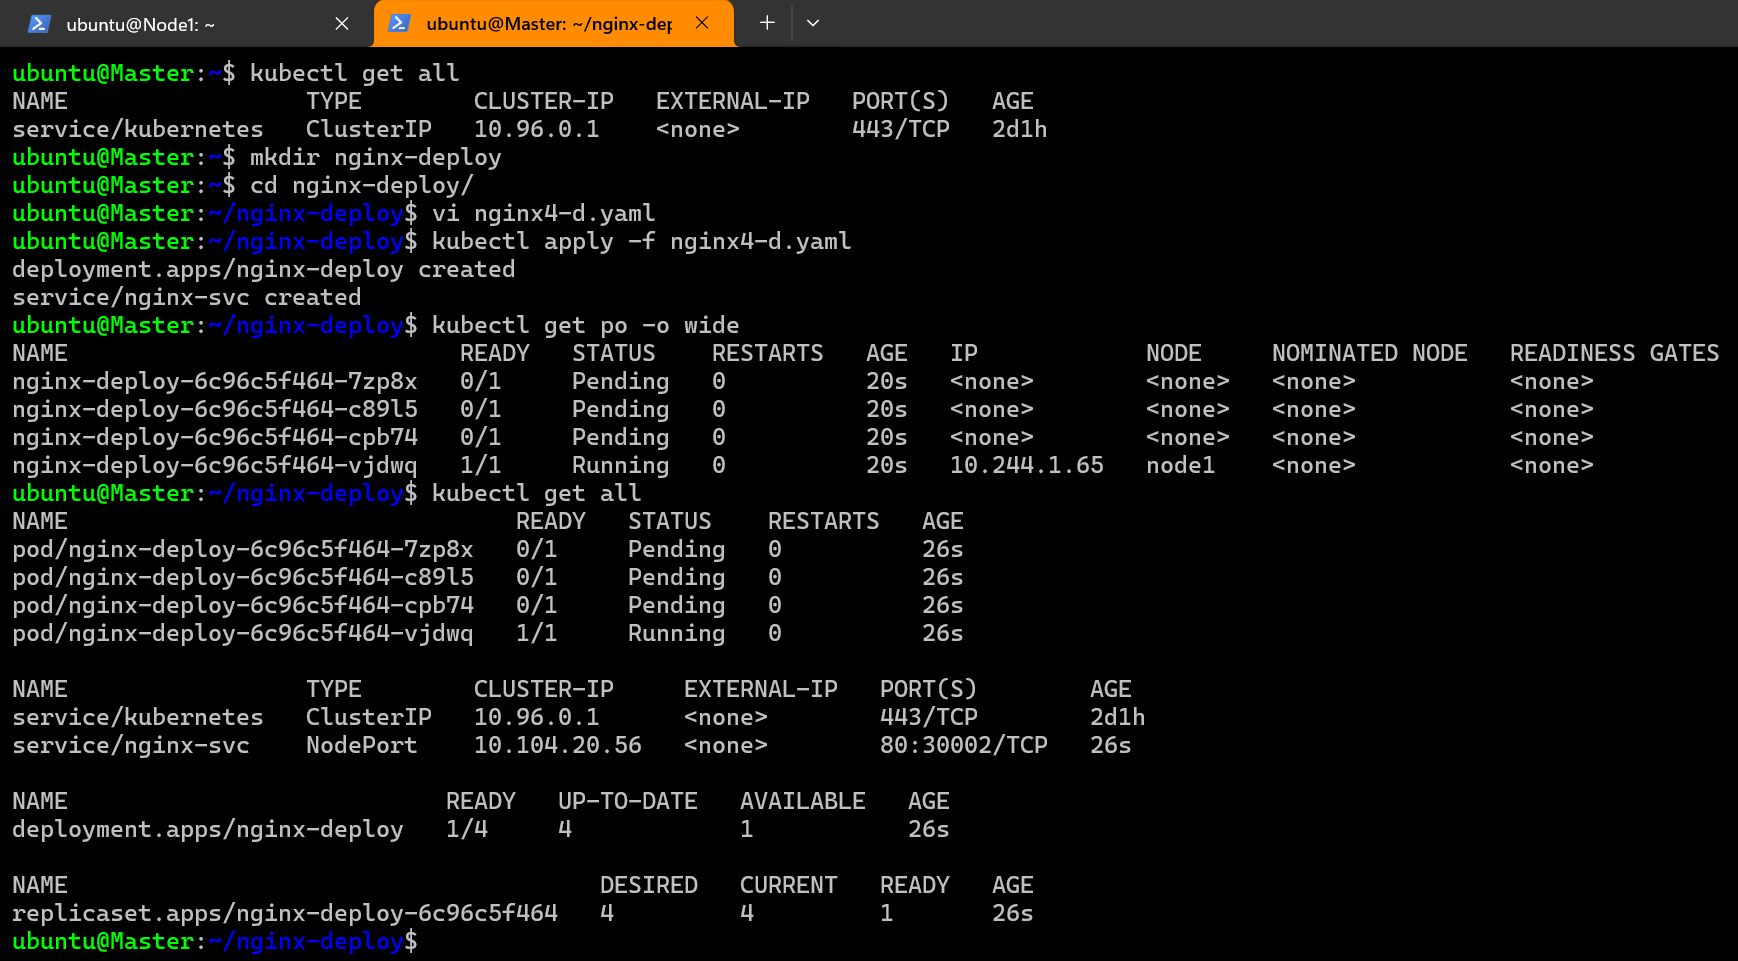 ubuntu@Node1: ~
ubuntu@Master: ~/nginx-dep
ubuntu@Master:~$ kubectl get all
NAME TYPE CLUSTER-IP EXTERNAL-IP PORT(S) AGE
service/kubernetes ClusterIP 10.96.0.1 <none> 443/TCP 2d1h
ubuntu@Master:~$ mkdir nginx-deploy
ubuntu@Master:~$ cd nginx-deploy/
ubuntu@Master:~/nginx-deploy$ vi nginx4-d.yaml
ubuntu@Master:~/nginx-deploy$ kubectl apply -f nginx4-d.yaml
deployment.apps/nginx-deploy created
service/nginx-svc created
ubuntu@Master:~/nginx-deploy$ kubectl get po -o wide
NAME READY STATUS RESTARTS AGE IP NODE NOMINATED NODE READINESS GATES
nginx-deploy-6c96c5f464-7zp8x 0/1 Pending 0 20s <none> <none> <none> <none>
nginx-deploy-6c96c5f464-c89l5 0/1 Pending 0 20s <none> <none> <none> <none>
nginx-deploy-6c96c5f464-cpb74 0/1 Pending 0 20s <none> <none> <none> <none>
nginx-deploy-6c96c5f464-vjdwq 1/1 Running 0 20s 10.244.1.65 node1 <none> <none>
ubuntu@Master:~/nginx-deploy$ kubectl get all
NAME READY STATUS RESTARTS AGE
pod/nginx-deploy-6c96c5f464-7zp8x 0/1 Pending 0 26s
pod/nginx-deploy-6c96c5f464-c89l5 0/1 Pending 0 26s
pod/nginx-deploy-6c96c5f464-cpb74 0/1 Pending 0 26s
pod/nginx-deploy-6c96c5f464-vjdwq 1/1 Running 0 26s
NAME TYPE CLUSTER-IP EXTERNAL-IP PORT(S) AGE
service/kubernetes ClusterIP 10.96.0.1 <none> 443/TCP 2d1h
service/nginx-svc NodePort 10.104.20.56 <none> 80:30002/TCP 26s
NAME READY UP-TO-DATE AVAILABLE AGE
deployment.apps/nginx-deploy 1/4 4 1 26s
NAME DESIRED CURRENT READY AGE
replicaset.apps/nginx-deploy-6c96c5f464 4 4 1 26s
ubuntu@Master:~/nginx-deploy$